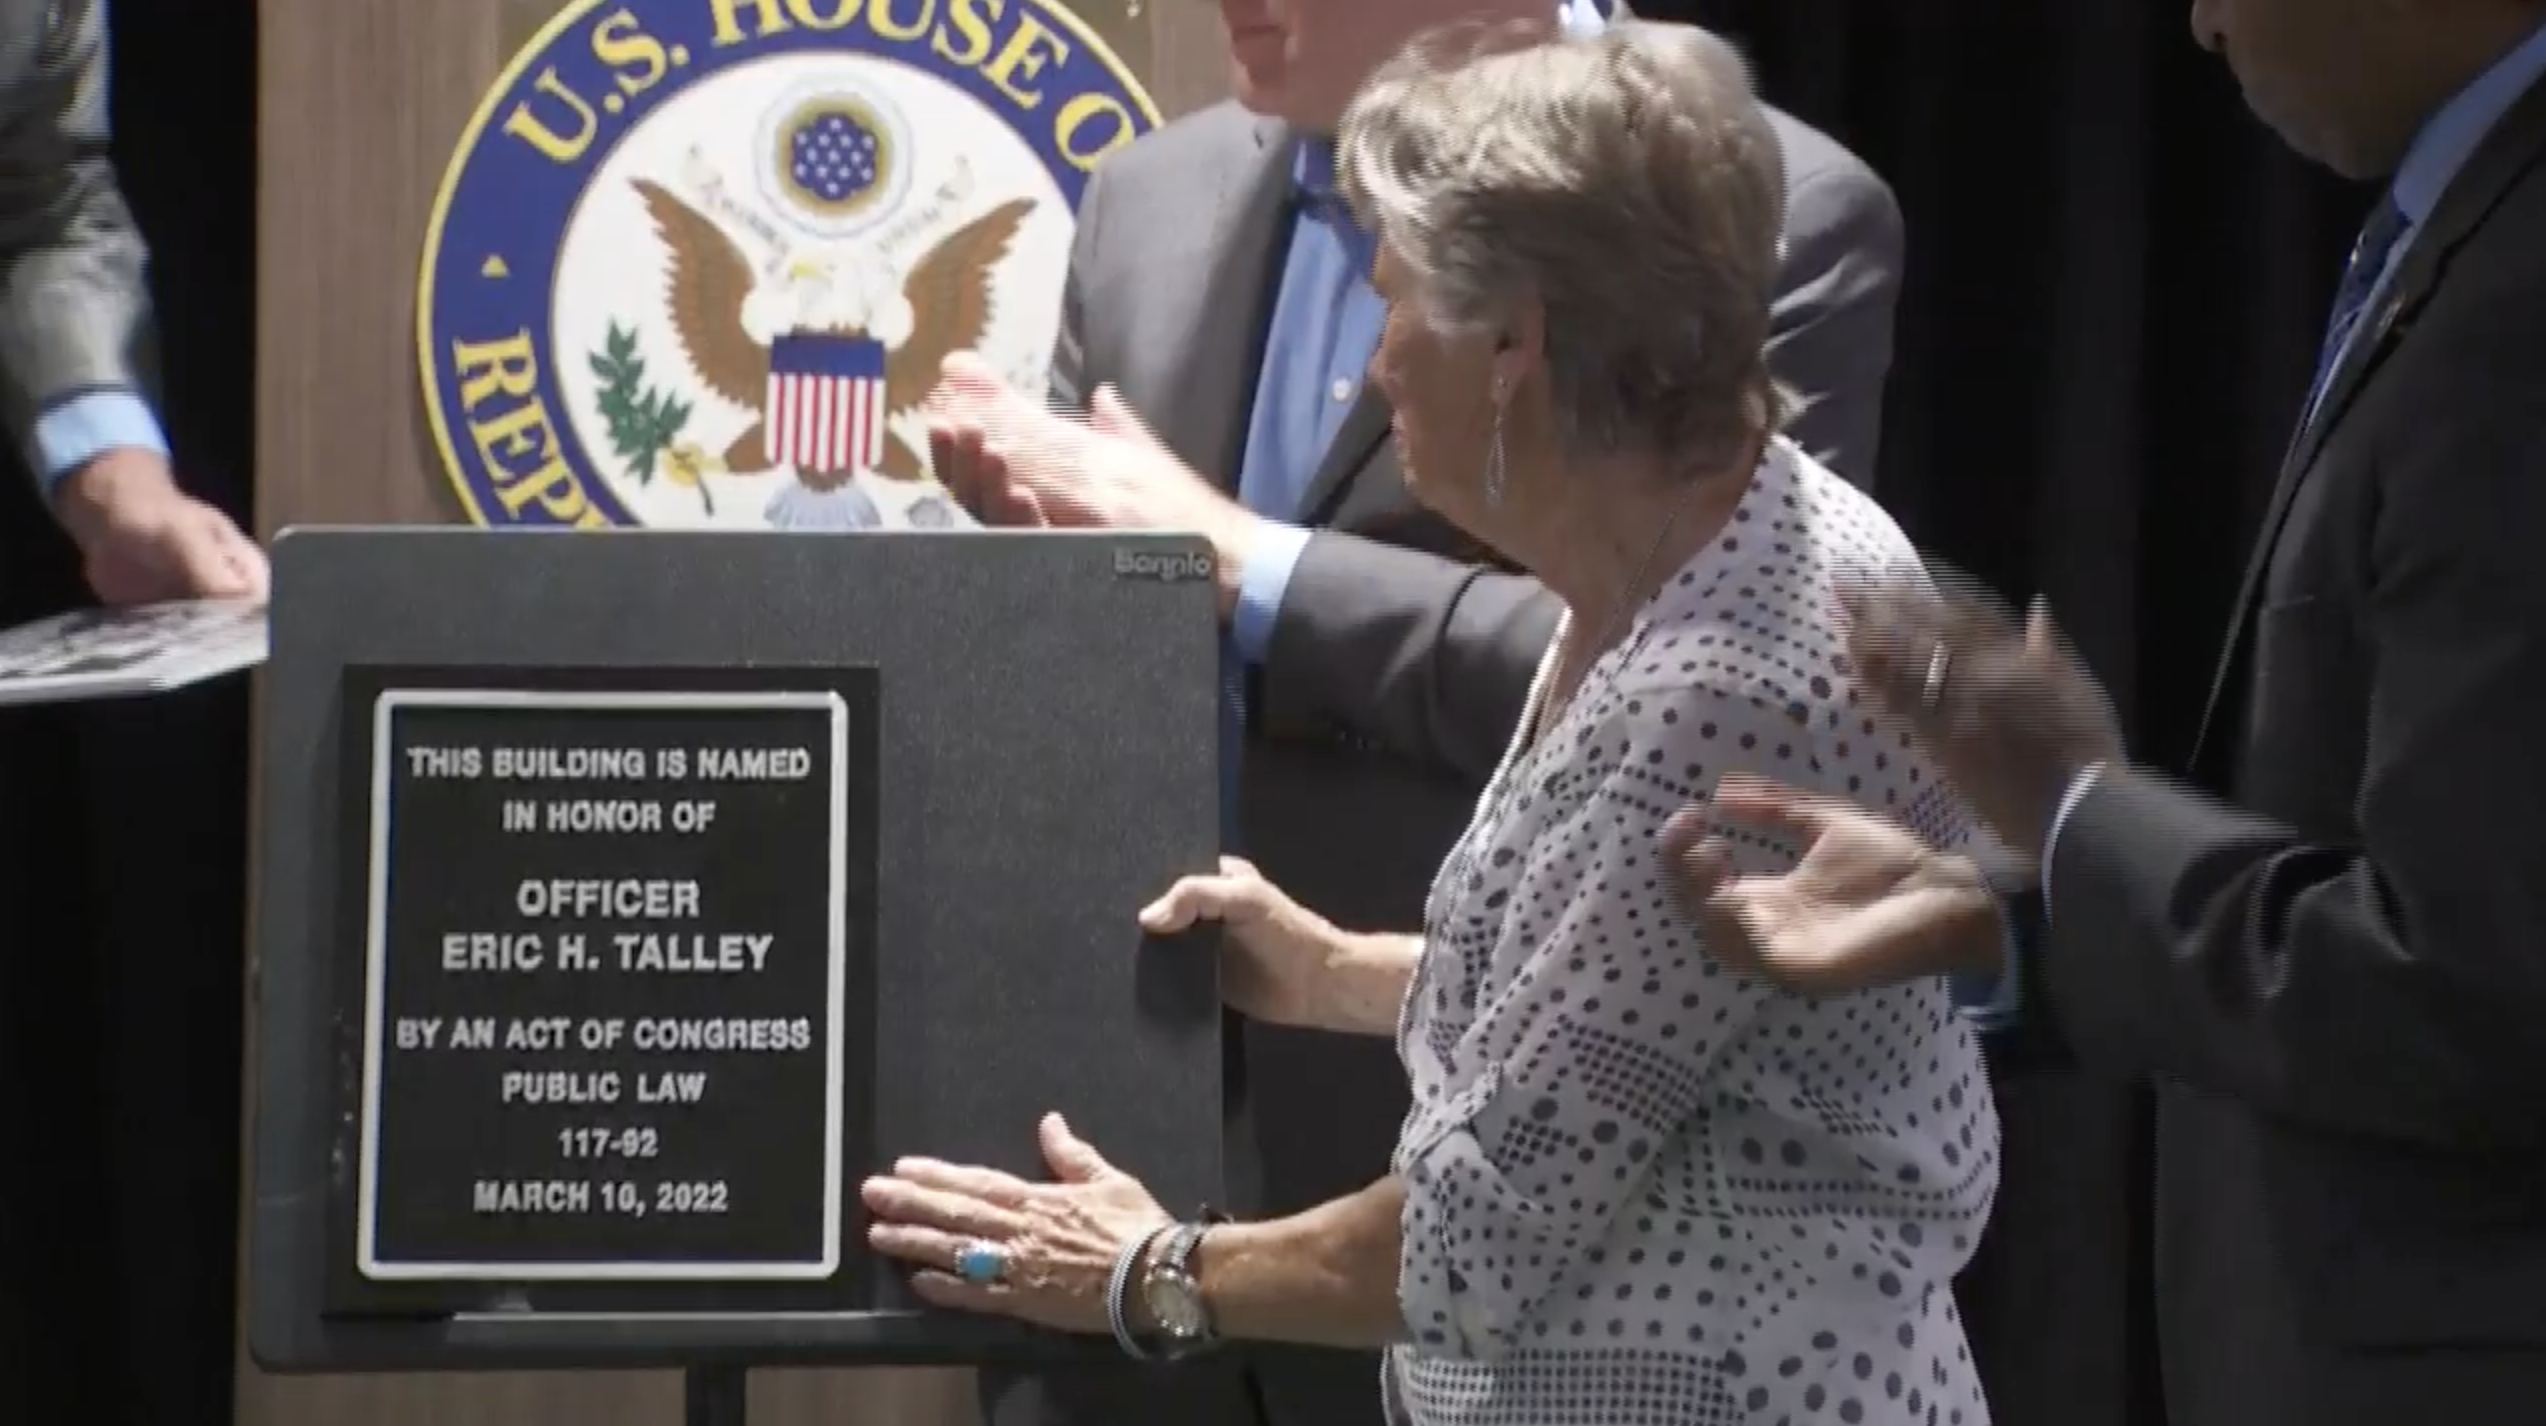 U.S. HOUSE O
REP
Bannlo
THIS BUILDING IS NAMED
IN HONOR OF
OFFICER
ERIC H. TALLEY
BY AN ACT OF CONGRESS
PUBLIC LAW
117-92
MARCH 10, 2022